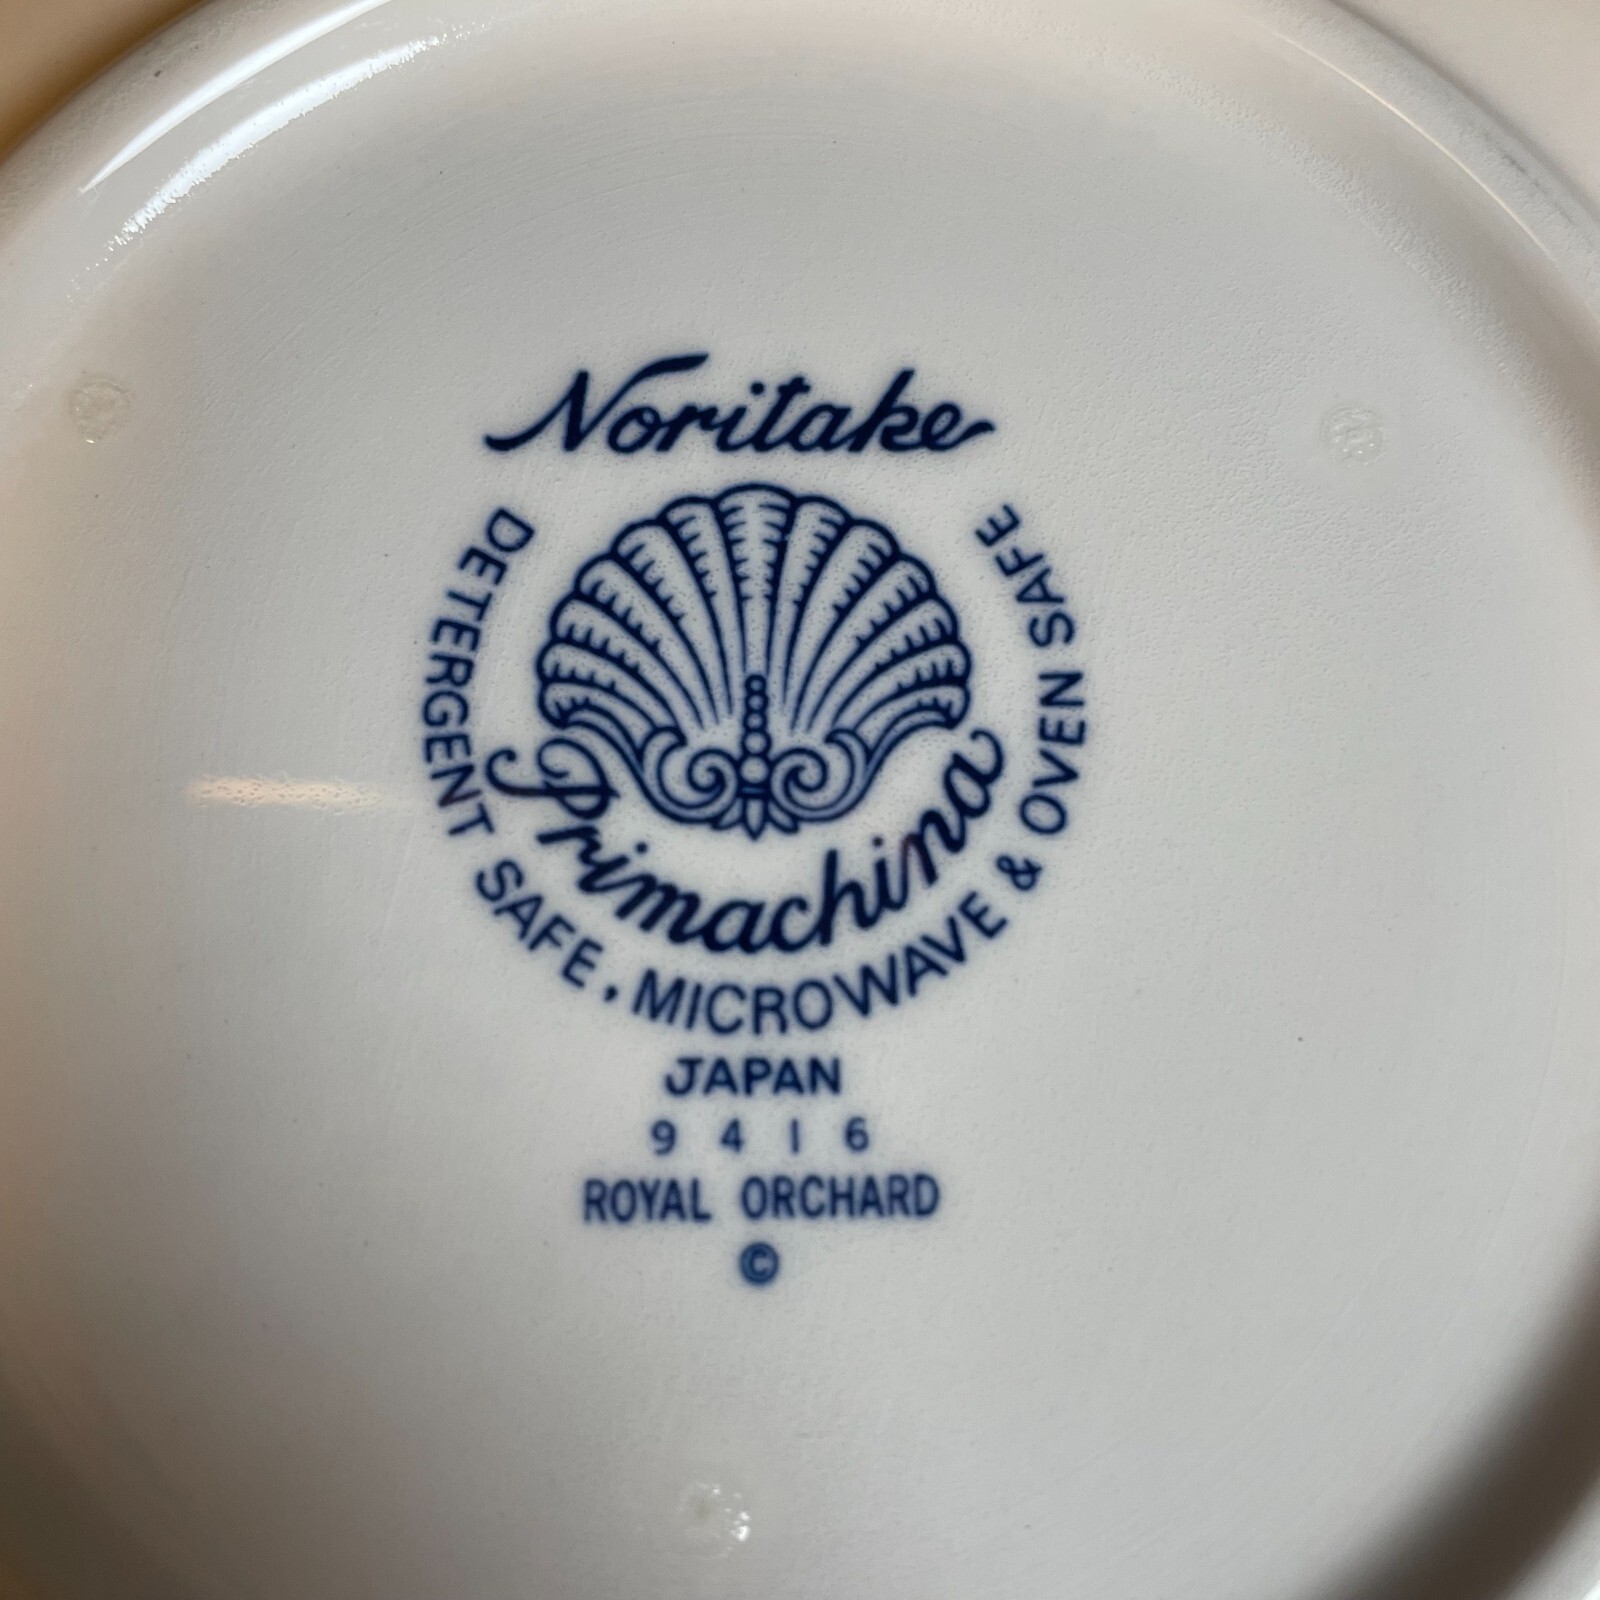 Noritake
Primachina
DETERGENT SAFE, MICROWAVE & OVEN SAFE
JAPAN
9416
ROYAL ORCHARD
©